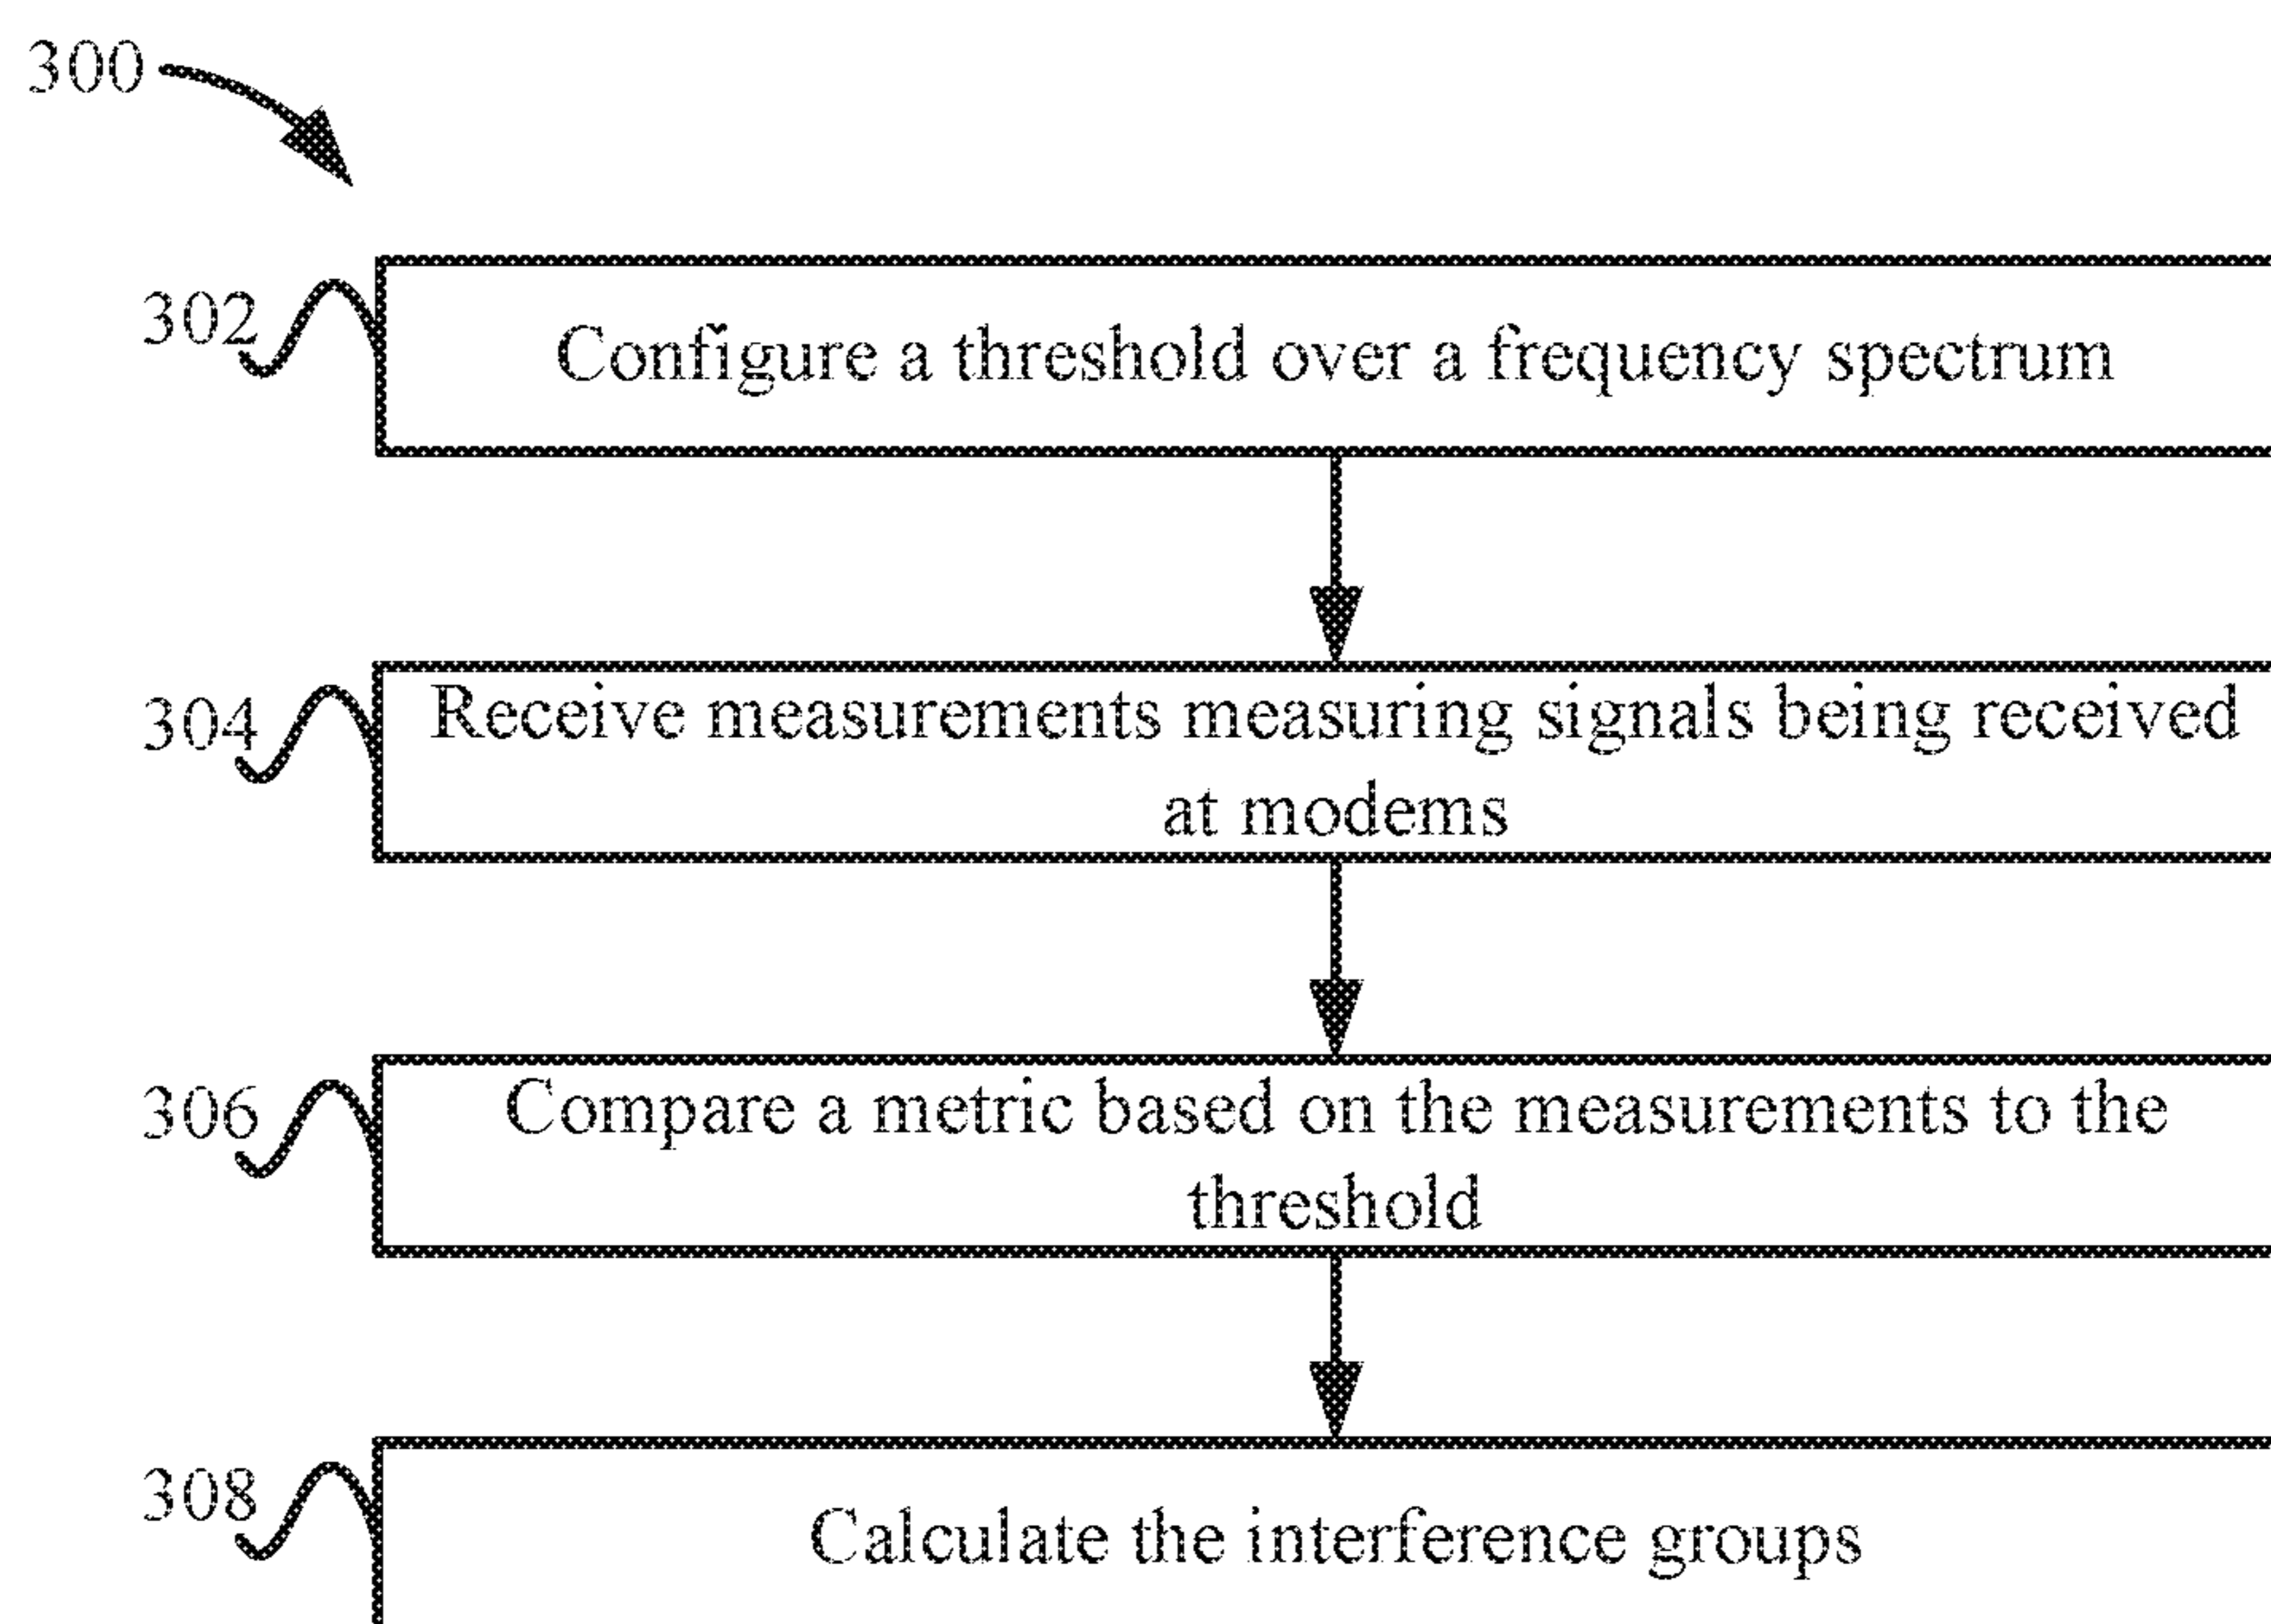 300
302
Configure a threshold over a frequency spectrum
304
Receive measurements measuring signals being received
at modems
306
Compare a metric based on the measurements to the
threshold
308
Calculate the interference groups